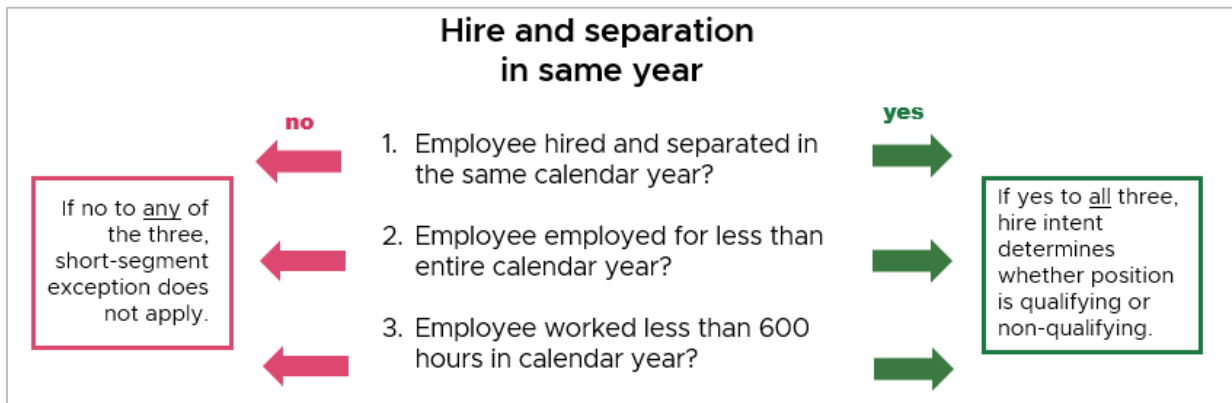 Hire and separation
in same year
no
yes
1. Employee hired and separated in
the same calendar year?
2. Employee employed for less than
entire calendar year?
3. Employee worked less than 600
hours in calendar year?
If no to any of
the three,
short-segment
exception does
not apply.
If yes to all three,
hire intent
determines
whether position
is qualifying or
non-qualifying.